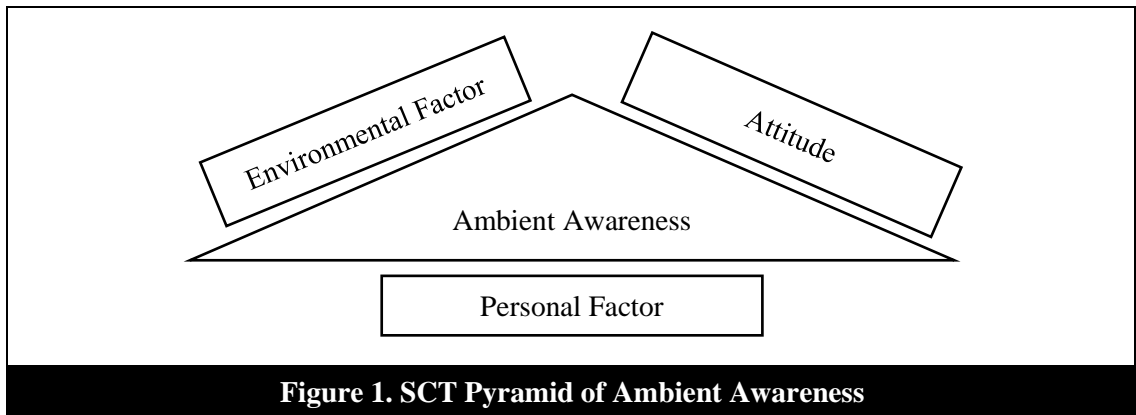 Environmental Factor
Attitude
Ambient Awareness
Personal Factor
Figure 1. SCT Pyramid of Ambient Awareness